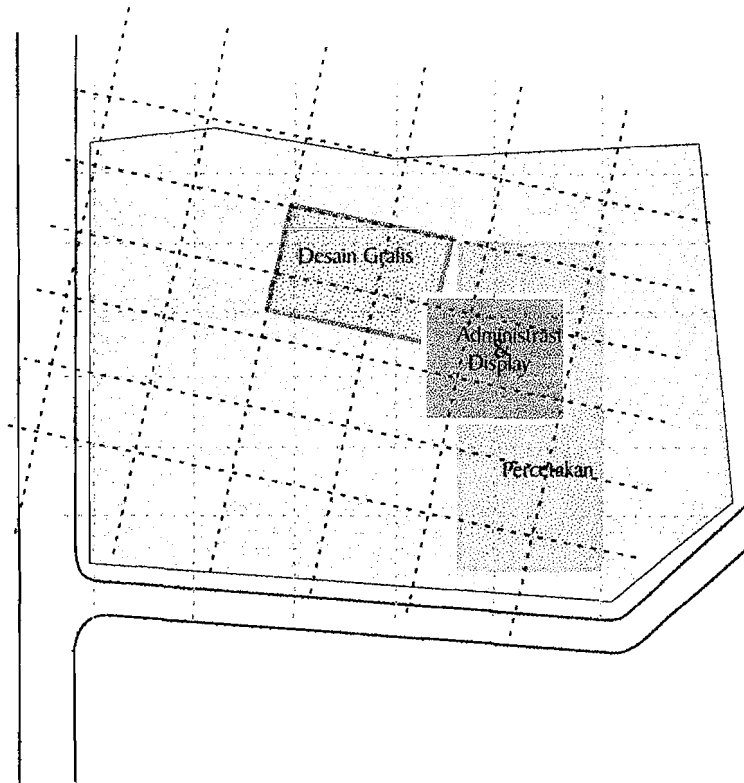 Desain Grafis
Administrasi
&
Display
Percetakan